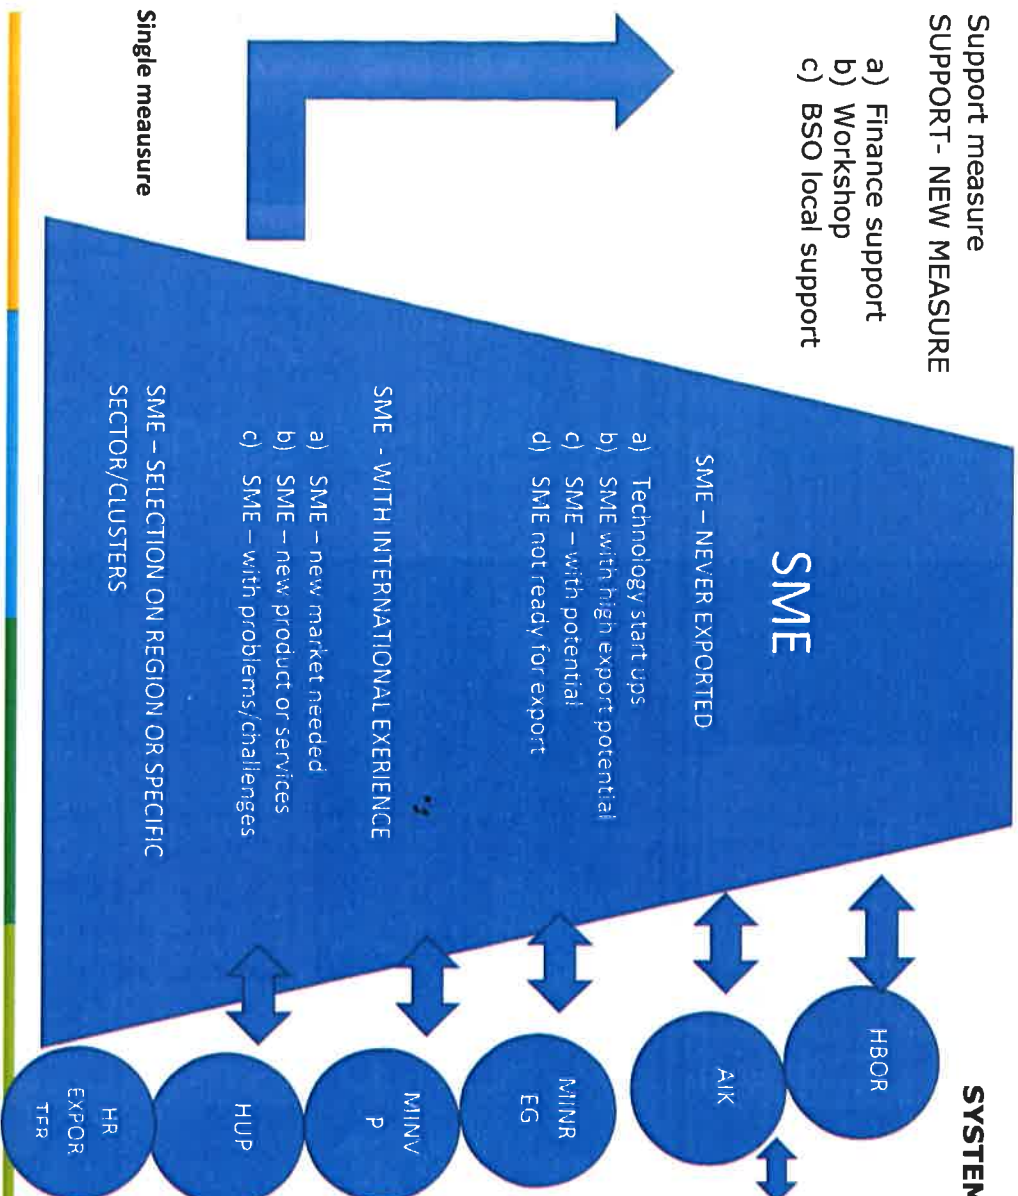 Support measure
SUPPORT- NEW MEASURE
a) Finance support
b) Workshop
c) BSO local support
Single meausure
SME
SME – NEVER EXPORTED
a) Technology start ups
b) SME with high export potential
c) SME – with potential
d) SME not ready for export
SME - WITH INTERNATIONAL EXERIENCE
a) SME – new market needed
b) SME – new product or services
c) SME – with problems/challenges
SME – SELECTION ON REGION OR SPECIFIC
SECTOR/CLUSTERS
HBOR
AIK
MINR
EG
MINV
P
HUP
HR
EXPOR
TER